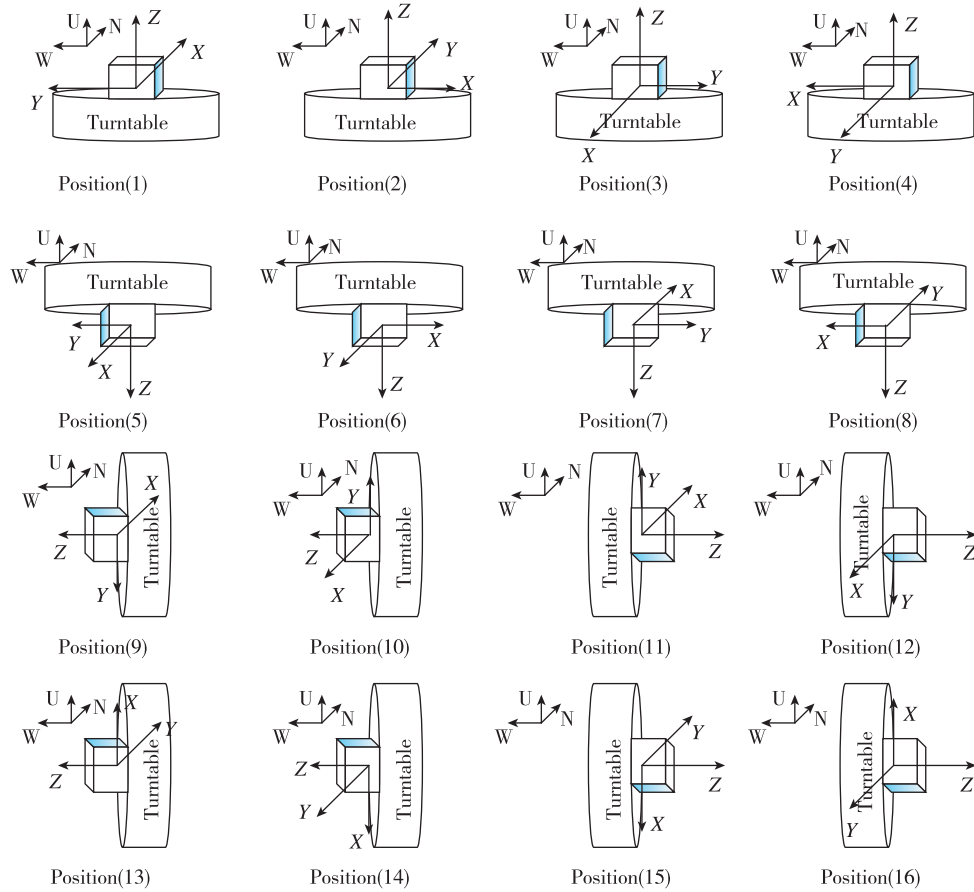 U N W Z X Y Turntable
Position(1)
U N W Z Y X Turntable
Position(2)
U N W Z Y X Turntable
Position(3)
U N W Z X Y Turntable
Position(4)
U N W Turntable Y X Z
Position(5)
U N W Turntable X Y Z
Position(6)
U N W Turntable X Y Z
Position(7)
U N W Turntable Y X Z
Position(8)
U N W X Z Y Turntable
Position(9)
U N W Y Z X Turntable
Position(10)
U N W Y X Z Turntable
Position(11)
U N W Z X Y Turntable
Position(12)
U N W X Y Z Turntable
Position(13)
U N W Z Y X Turntable
Position(14)
U N W Y Z X Turntable
Position(15)
U N W X Z Y Turntable
Position(16)